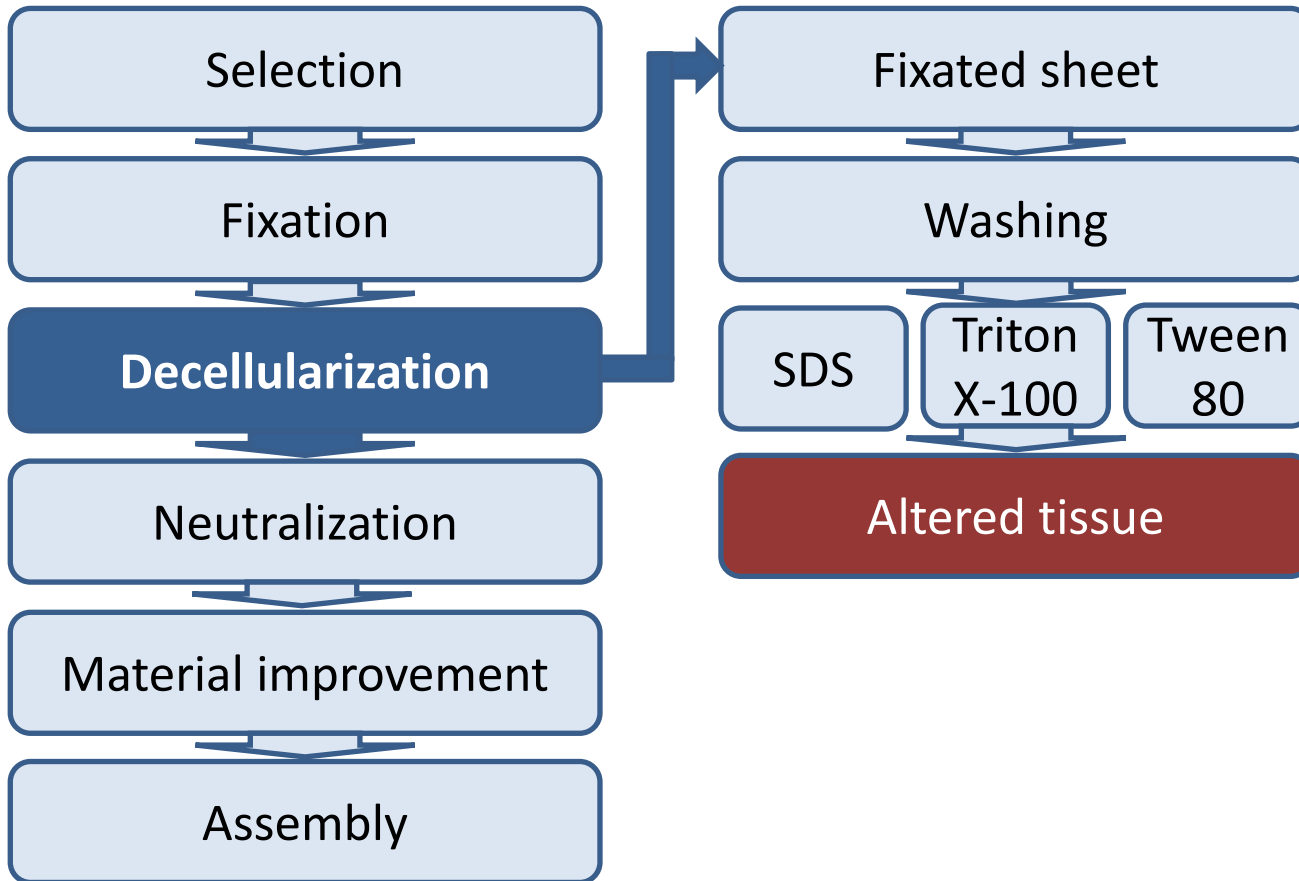 Selection
Fixation
Decellularization
Neutralization
Material improvement
Assembly
Fixated sheet
Washing
SDS
Triton
X-100
Tween
80
Altered tissue